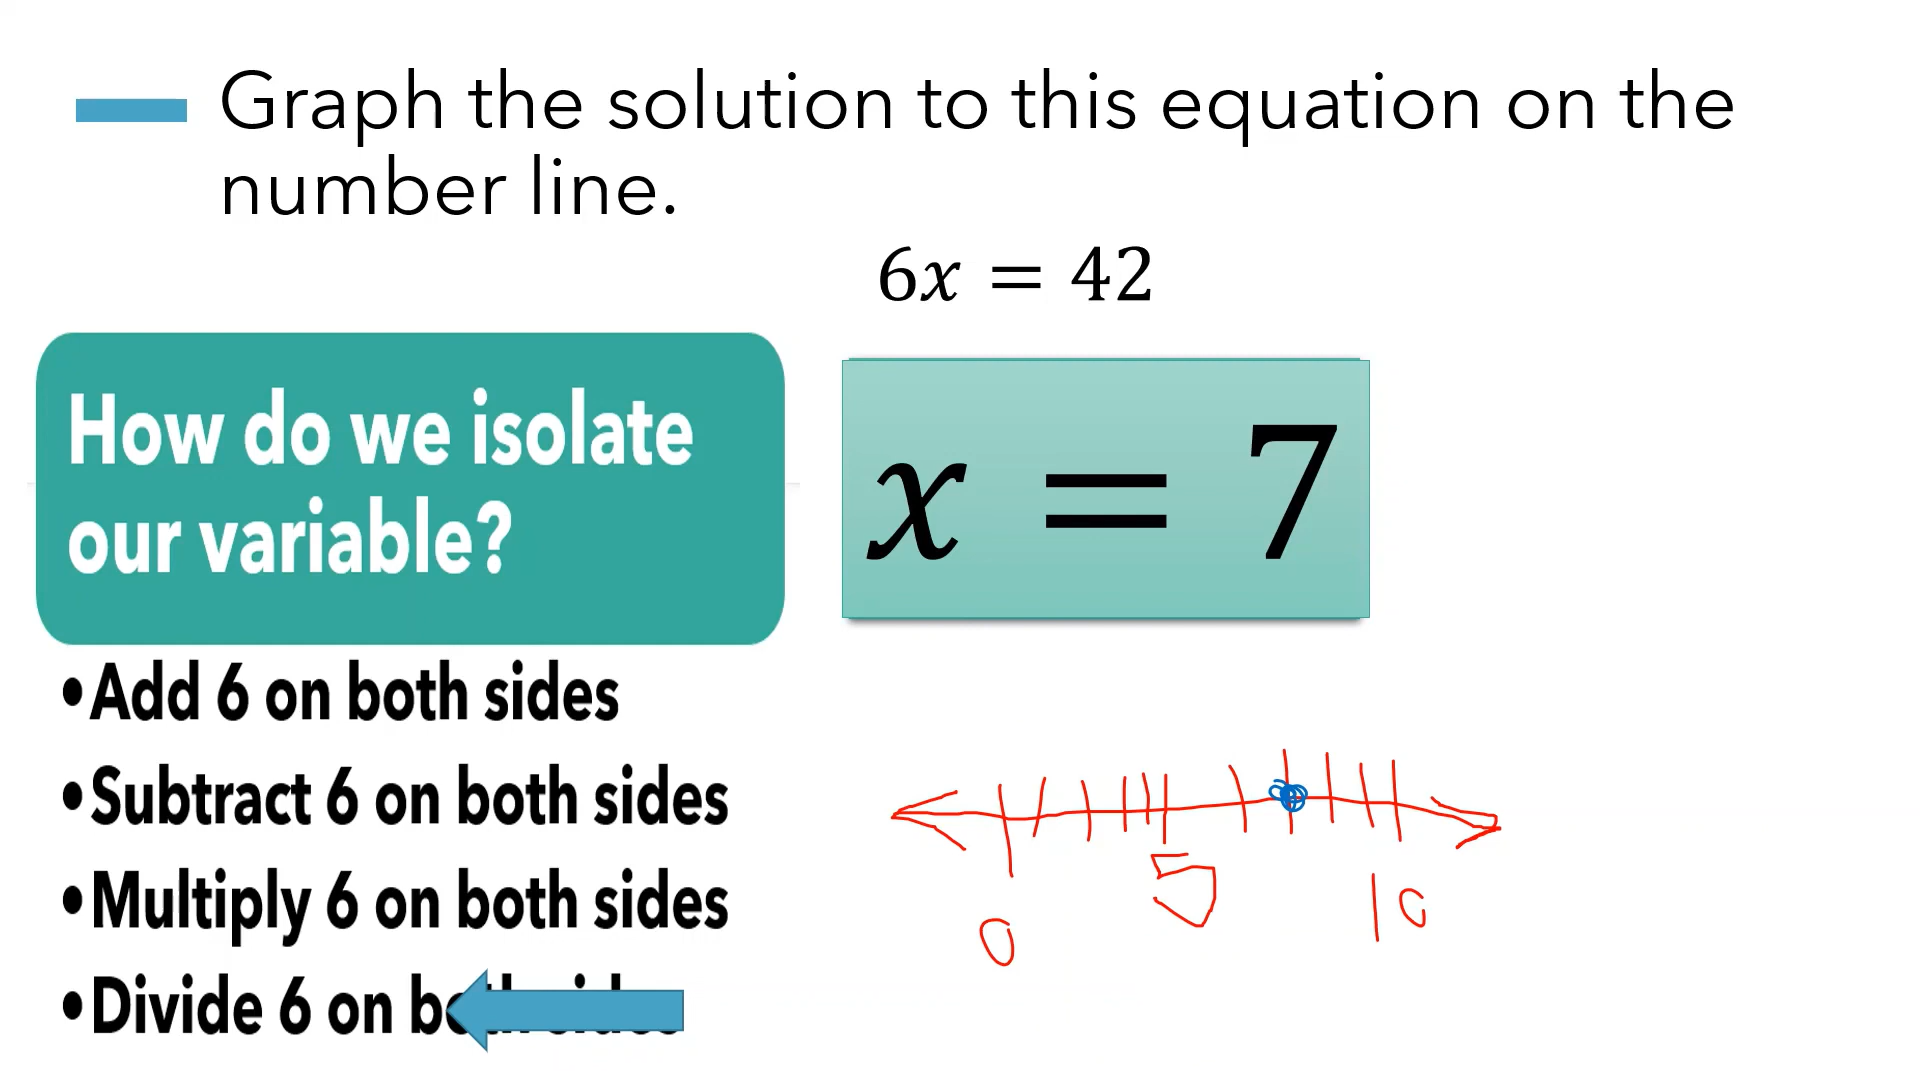 Graph the solution to this equation on the
number line.
6x = 42
How do we isolate
our variable?
x = 7
•Add 6 on both sides
•Subtract 6 on both sides
•Multiply 6 on both sides
•Divide 6 on both sides
0 5 10